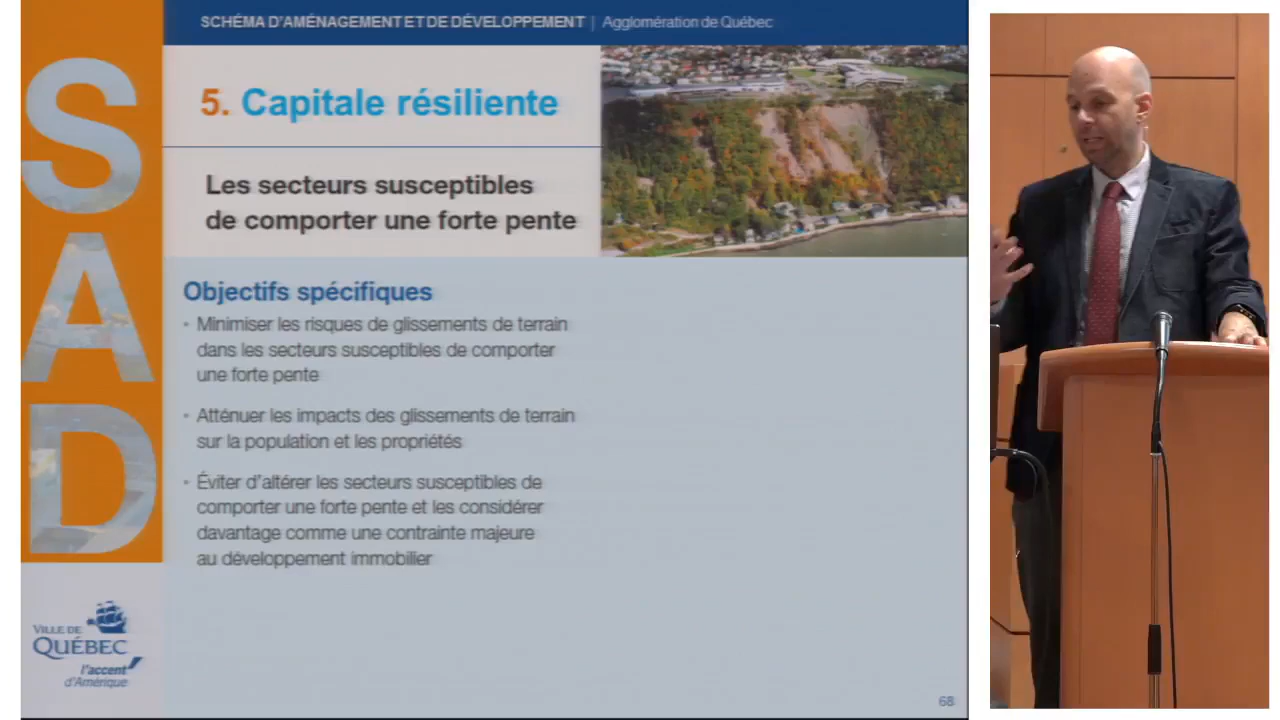 SCHÉMA D'AMÉNAGEMENT ET DE DÉVELOPPEMENT | Agglomération de Québec
SAD
5. Capitale résiliente
Les secteurs susceptibles
de comporter une forte pente
Objectifs spécifiques
• Minimiser les risques de glissements de terrain
dans les secteurs susceptibles de comporter
une forte pente
• Atténuer les impacts des glissements de terrain
sur la population et les propriétés
• Éviter d'altérer les secteurs susceptibles de
comporter une forte pente et les considérer
davantage comme une contrainte majeure
au développement immobilier
VILLE DE
QUÉBEC
l'accent
d'Amérique
68